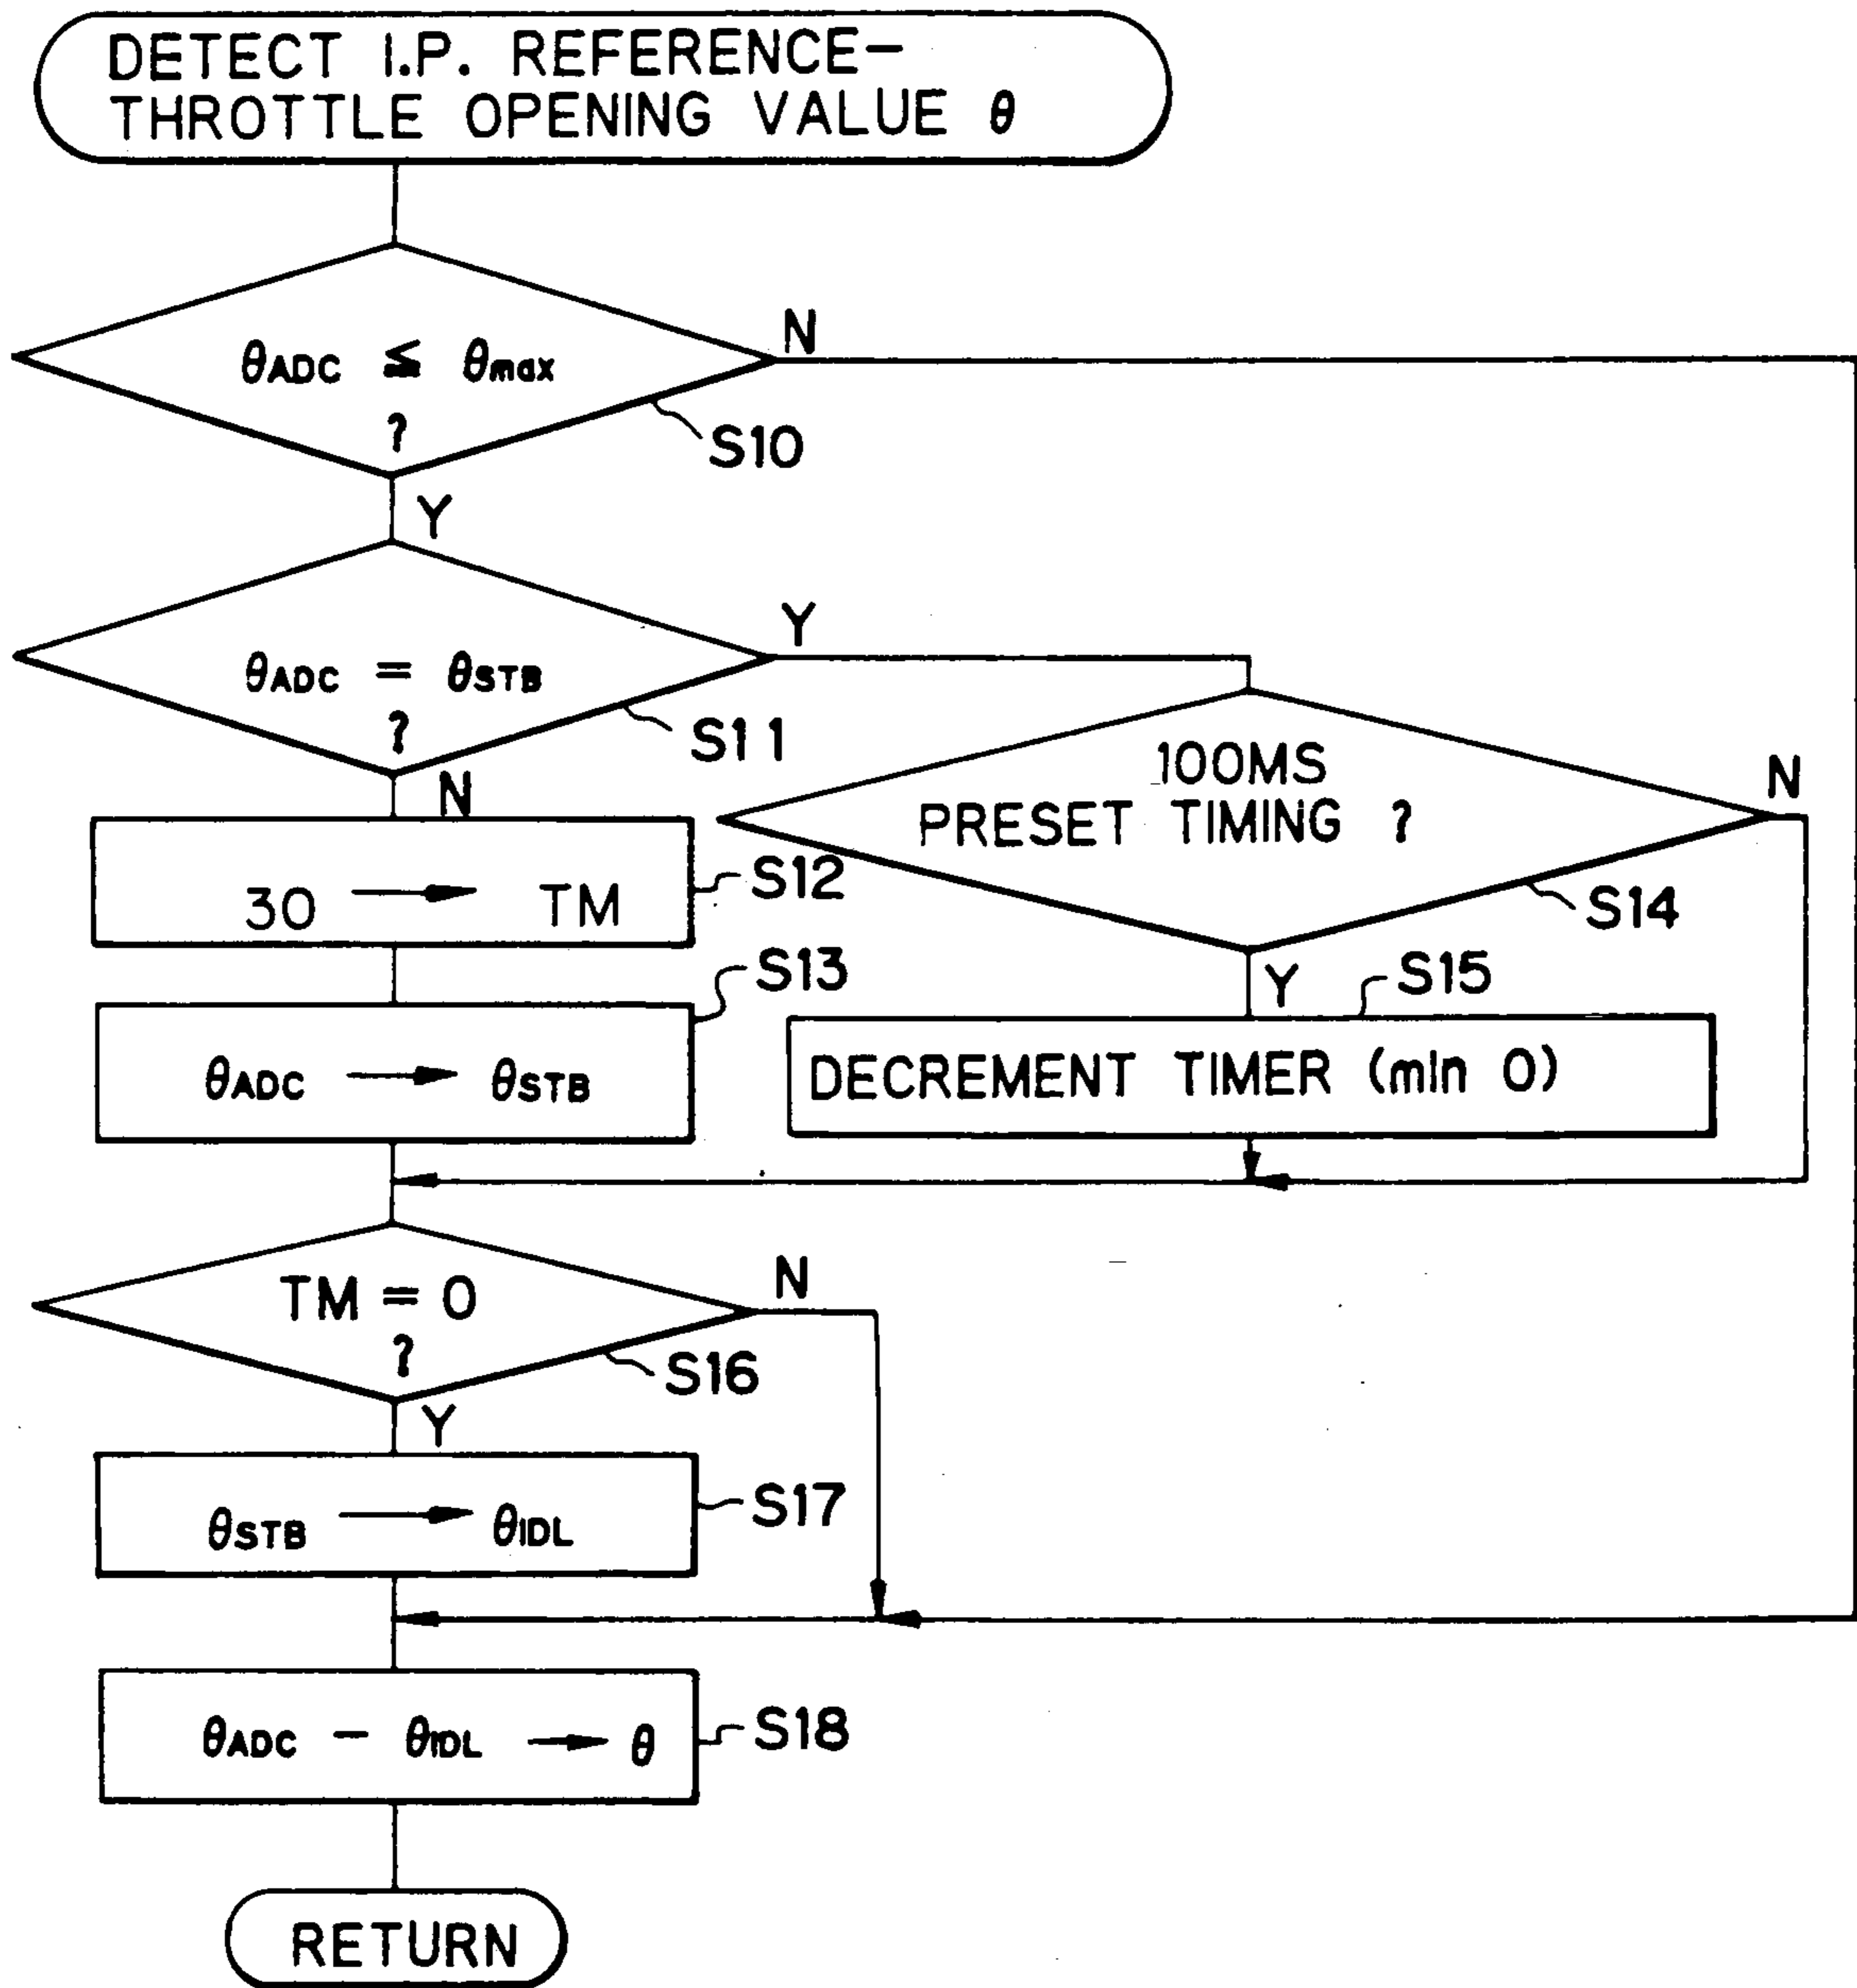 DETECT I.P. REFERENCE-
THROTTLE OPENING VALUE θ
θADC ≦ θmax
?
N
S10
Y
θADC = θSTB
?
Y
S11
N
100MS
PRESET TIMING ?
N
S14
30 → TM
S12
S13
Y
S15
θADC → θSTB
DECREMENT TIMER (min 0)
TM = 0
?
N
S16
Y
θSTB → θIDL
S17
θADC - θIDL → θ
S18
RETURN